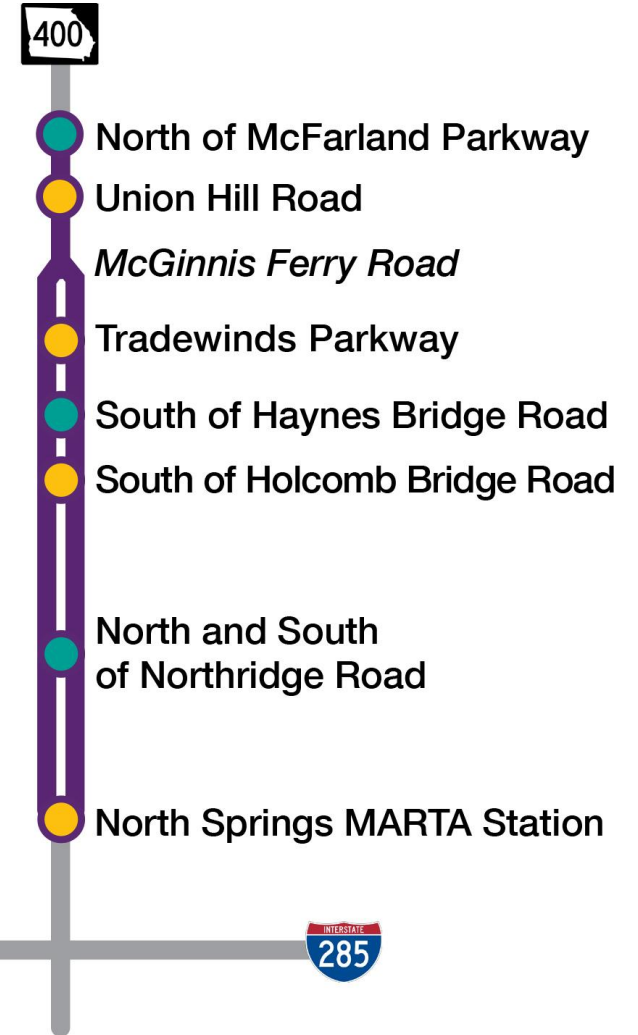 400
North of McFarland Parkway
Union Hill Road
McGinnis Ferry Road
Tradewinds Parkway
South of Haynes Bridge Road
South of Holcomb Bridge Road
North and South
of Northridge Road
North Springs MARTA Station
INTERSTATE
285